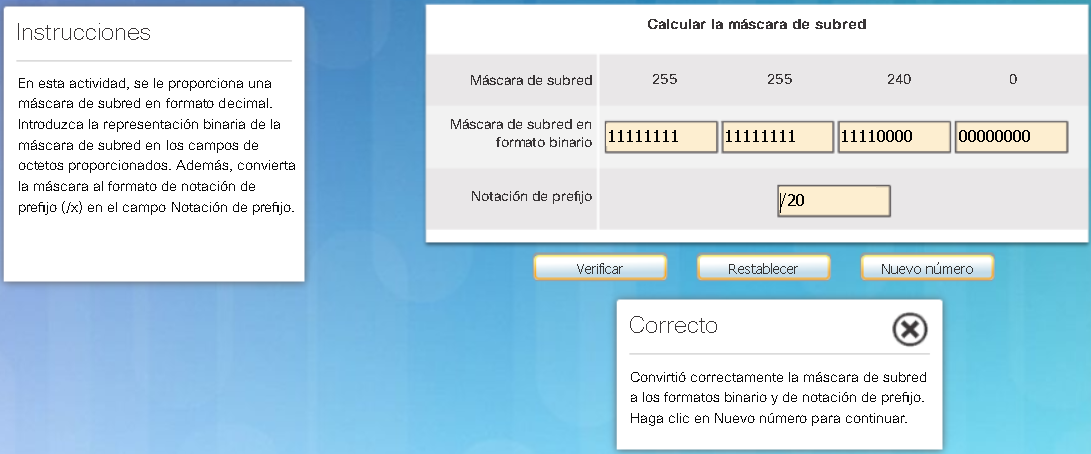 Instrucciones
En esta actividad, se le proporciona una
máscara de subred en formato decimal.
Introduzca la representación binaria de la
máscara de subred en los campos de
octetos proporcionados. Además, convierta
la máscara al formato de notación de
prefijo (/x) en el campo Notación de prefijo.
Calcular la máscara de subred
Máscara de subred 255 255 240 0
Máscara de subred en
formato binario 11111111 11111111 11110000 00000000
Notación de prefijo /20
Verificar Restablecer Nuevo número
Correcto
Convirtió correctamente la máscara de subred
a los formatos binario y de notación de prefijo.
Haga clic en Nuevo número para continuar.